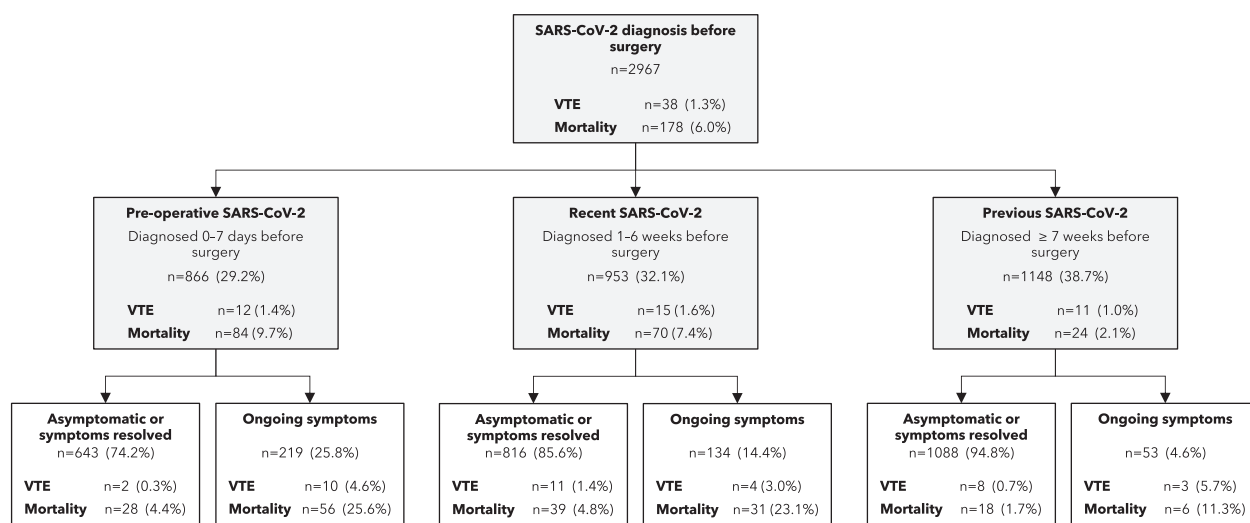 SARS-CoV-2 diagnosis before
surgery
n=2967
VTE n=38 (1.3%)
Mortality n=178 (6.0%)
Pre-operative SARS-CoV-2
Diagnosed 0–7 days before
surgery
n=866 (29.2%)
VTE n=12 (1.4%)
Mortality n=84 (9.7%)
Recent SARS-CoV-2
Diagnosed 1–6 weeks before
surgery
n=953 (32.1%)
VTE n=15 (1.6%)
Mortality n=70 (7.4%)
Previous SARS-CoV-2
Diagnosed ≥ 7 weeks before
surgery
n=1148 (38.7%)
VTE n=11 (1.0%)
Mortality n=24 (2.1%)
Asymptomatic or
symptoms resolved
n=643 (74.2%)
VTE n=2 (0.3%)
Mortality n=28 (4.4%)
Ongoing symptoms
n=219 (25.8%)
VTE n=10 (4.6%)
Mortality n=56 (25.6%)
Asymptomatic or
symptoms resolved
n=816 (85.6%)
VTE n=11 (1.4%)
Mortality n=39 (4.8%)
Ongoing symptoms
n=134 (14.4%)
VTE n=4 (3.0%)
Mortality n=31 (23.1%)
Asymptomatic or
symptoms resolved
n=1088 (94.8%)
VTE n=8 (0.7%)
Mortality n=18 (1.7%)
Ongoing symptoms
n=53 (4.6%)
VTE n=3 (5.7%)
Mortality n=6 (11.3%)